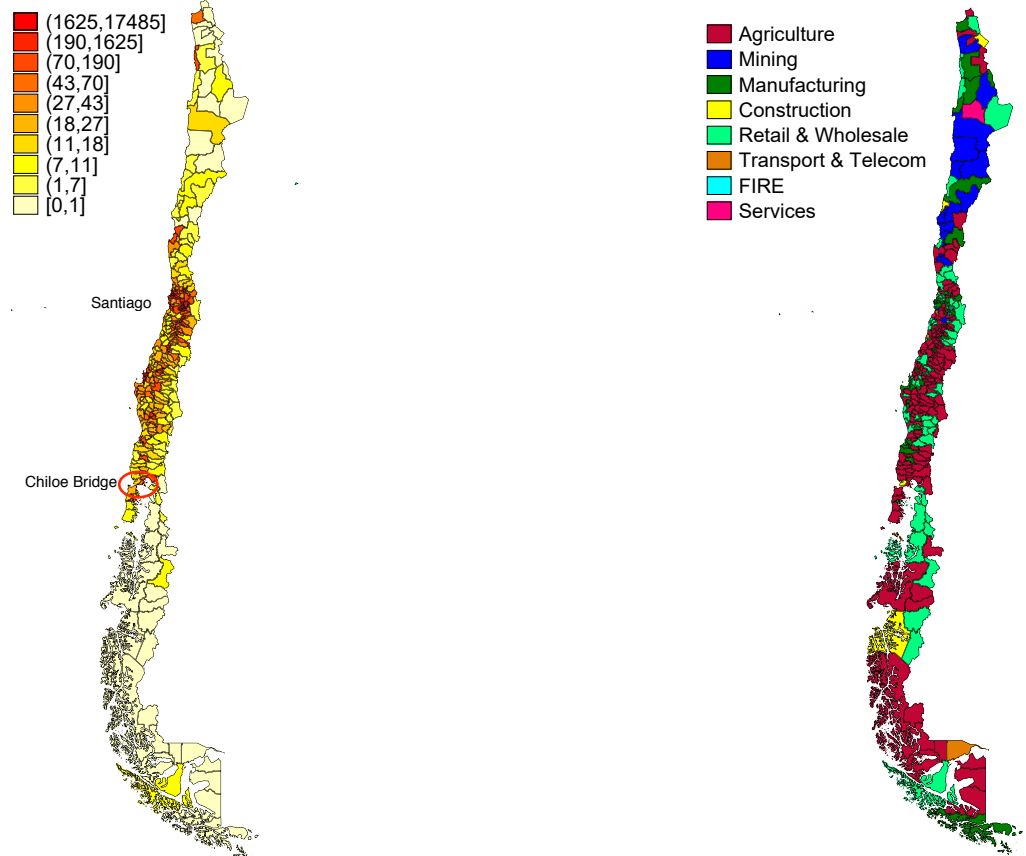 (1625,17485]
(190,1625]
(70,190]
(43,70]
(27,43]
(18,27]
(11,18]
(7,11]
(1,7]
[0,1]
Santiago
Chiloe Bridge
Agriculture
Mining
Manufacturing
Construction
Retail & Wholesale
Transport & Telecom
FIRE
Services